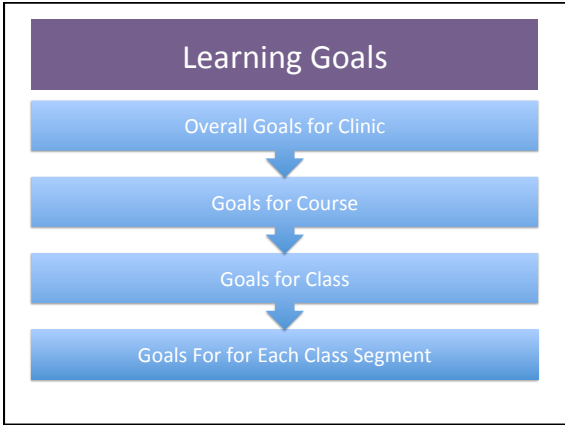 Learning Goals
Overall Goals for Clinic
Goals for Course
Goals for Class
Goals For for Each Class Segment